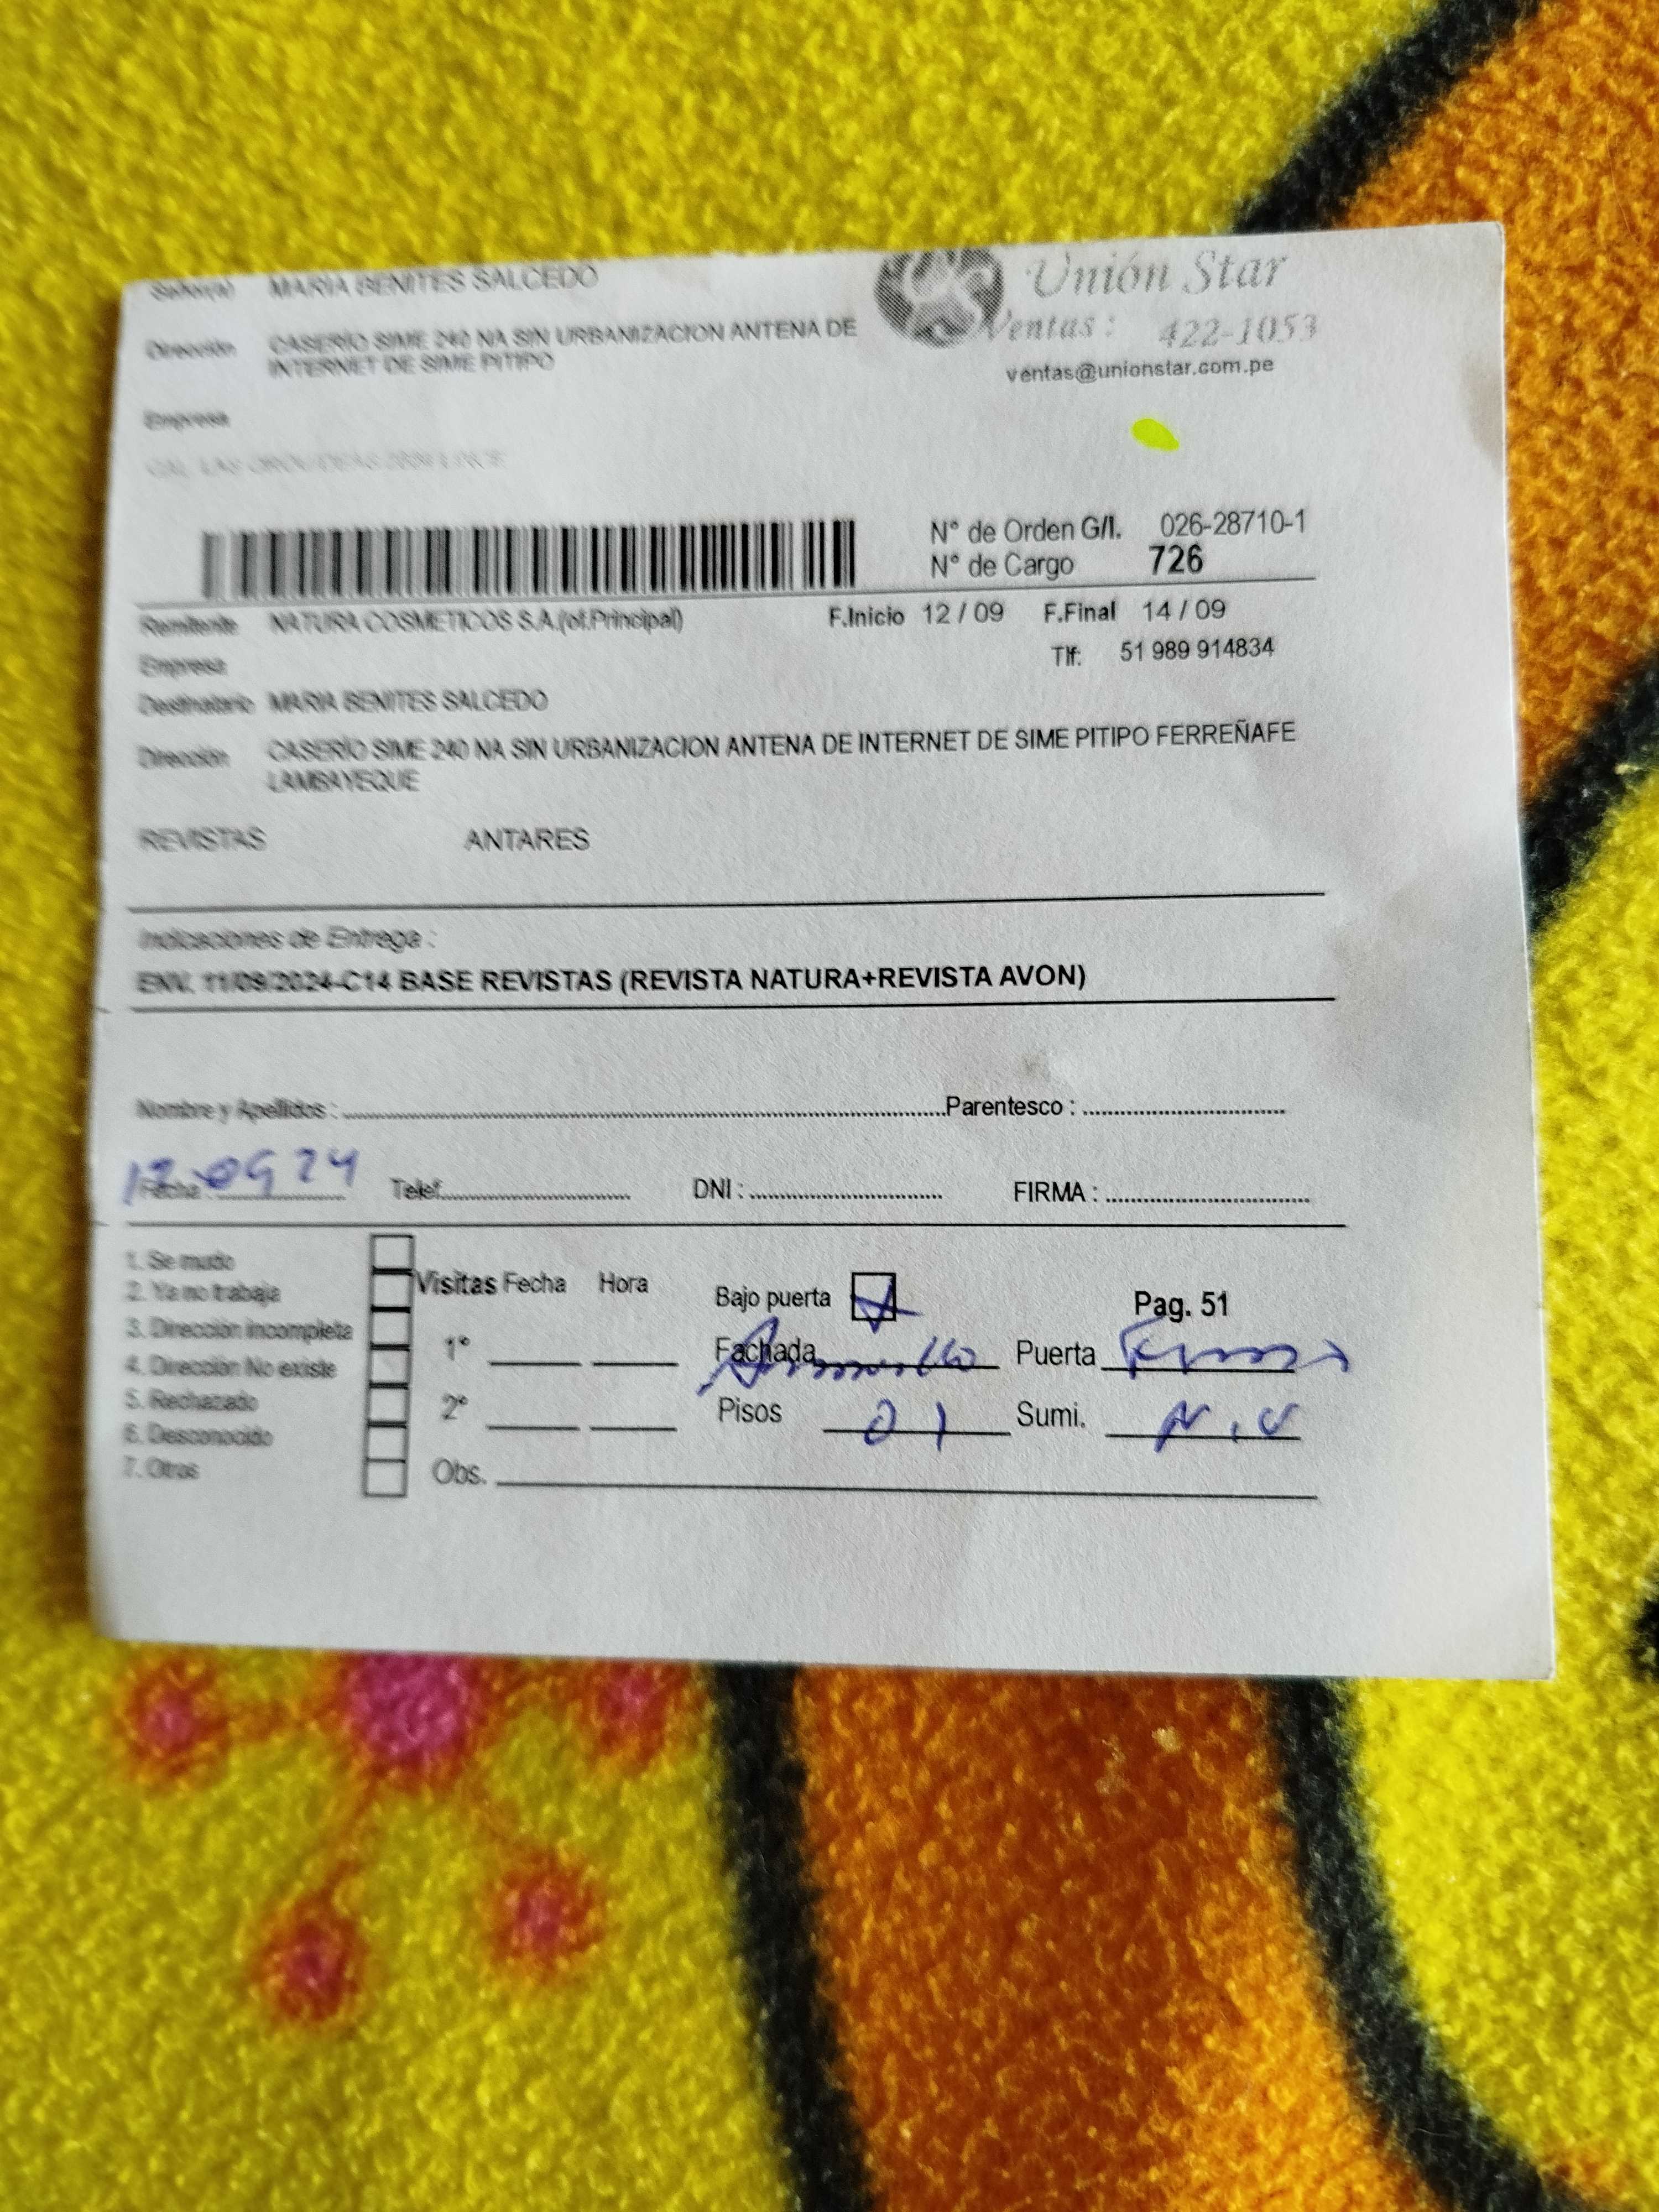 Señor(a) MARIA BENITES SALCEDO
Unión Star
Dirección CASERÍO SIME 240 NA SIN URBANIZACION ANTENA DE
INTERNET DE SIME PITIPO
Ventas : 422-1053
ventas@unionstar.com.pe
Empresa
N° de Orden G/I. 026-28710-1
N° de Cargo 726
Remitente NATURA COSMETICOS S.A.(of.Principal) F.Inicio 12 / 09 F.Final 14 / 09
Empresa Tlf: 51 989 914834
Destinatario MARIA BENITES SALCEDO
Dirección CASERÍO SIME 240 NA SIN URBANIZACION ANTENA DE INTERNET DE SIME PITIPO FERREÑAFE
LAMBAYEQUE
REVISTAS ANTARES
Indicaciones de Entrega :
ENV. 11/09/2024-C14 BASE REVISTAS (REVISTA NATURA+REVISTA AVON)
Nombre y Apellidos : Parentesco :
Fecha : Telef. DNI : FIRMA :
1. Se mudo
2. Ya no trabaja
3. Dirección incompleta
4. Dirección No existe
5. Rechazado
6. Desconocido
7. Otros
Visitas Fecha Hora
1°
2°
Obs.
Bajo puerta Pag. 51
Fachada Puerta
Pisos 01 Sumi.